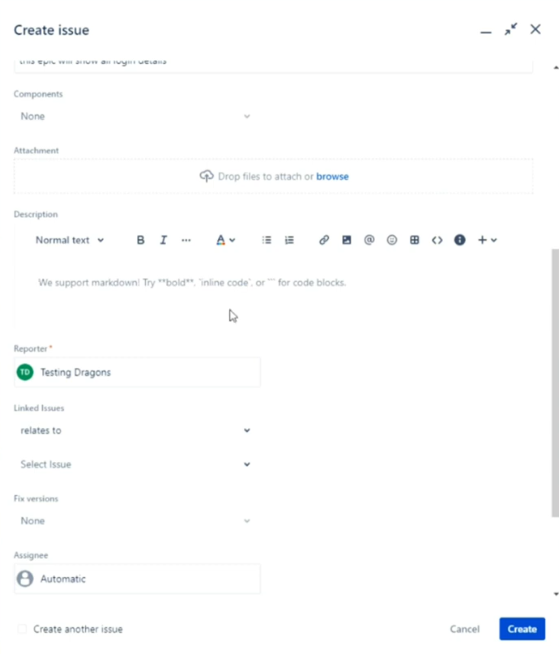 Create issue
this epic will show all login details
Components
None
Attachment
Drop files to attach or browse
Description
Normal text B I ... A @ <> i +
We support markdown! Try **bold**, `inline code`, or ``` for code blocks.
Reporter *
TD Testing Dragons
Linked Issues
relates to
Select Issue
Fix versions
None
Assignee
Automatic
Create another issue Cancel Create